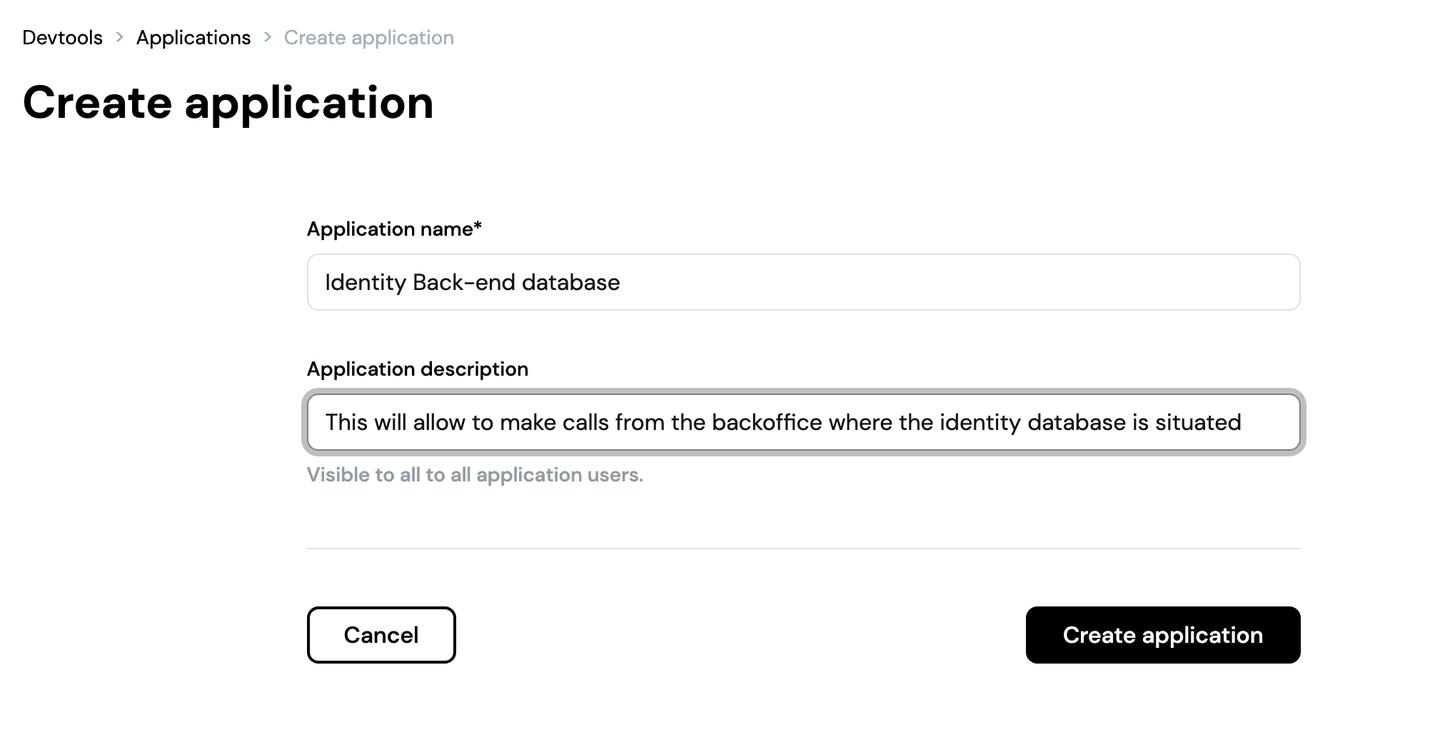 Devtools > Applications > Create application
Create application
Application name*
Identity Back-end database
Application description
This will allow to make calls from the backoffice where the identity database is situated
Visible to all to all application users.
Cancel
Create application